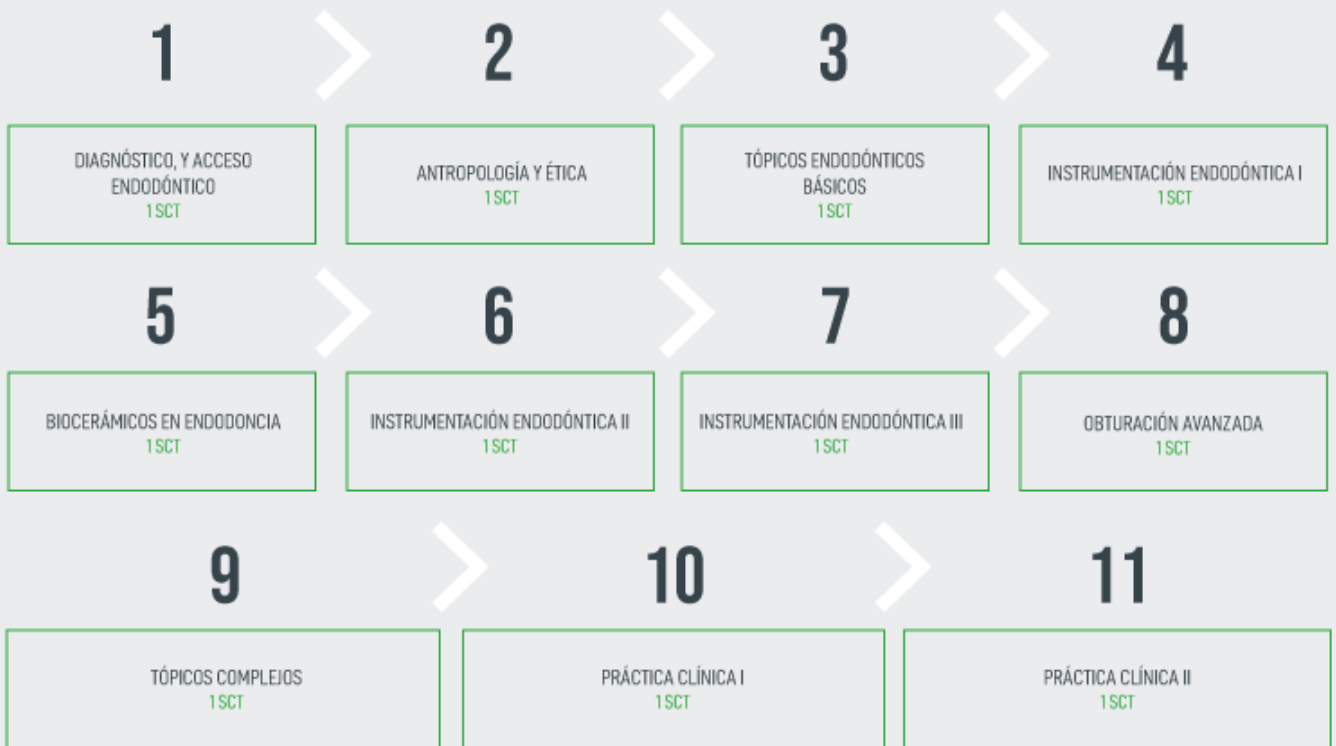 1
2
3
4
DIAGNÓSTICO, Y ACCESO
ENDODÓNTICO
1 SCT
ANTROPOLOGÍA Y ÉTICA
1 SCT
TÓPICOS ENDODÓNTICOS
BÁSICOS
1 SCT
INSTRUMENTACIÓN ENDODÓNTICA I
1 SCT
5
6
7
8
BIOCERÁMICOS EN ENDODONCIA
1 SCT
INSTRUMENTACIÓN ENDODÓNTICA II
1 SCT
INSTRUMENTACIÓN ENDODÓNTICA III
1 SCT
OBTURACIÓN AVANZADA
1 SCT
9
10
11
TÓPICOS COMPLEJOS
1 SCT
PRÁCTICA CLÍNICA I
1 SCT
PRÁCTICA CLÍNICA II
1 SCT